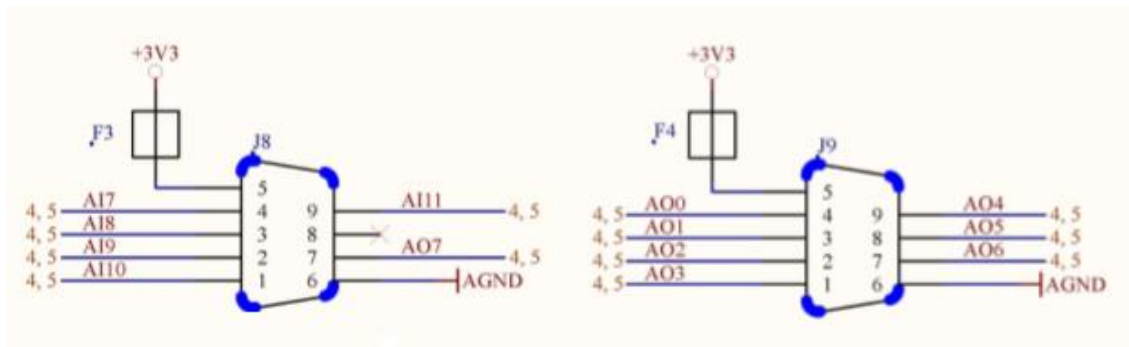 +3V3
F3
J8
5
4, 5 AI7 4 9 AI11 4, 5
4, 5 AI8 3 8
4, 5 AI9 2 7 AO7 4, 5
4, 5 AI10 1 6 AGND
+3V3
F4
J9
5
4, 5 AO0 4 9 AO4 4, 5
4, 5 AO1 3 8 AO5 4, 5
4, 5 AO2 2 7 AO6 4, 5
4, 5 AO3 1 6 AGND